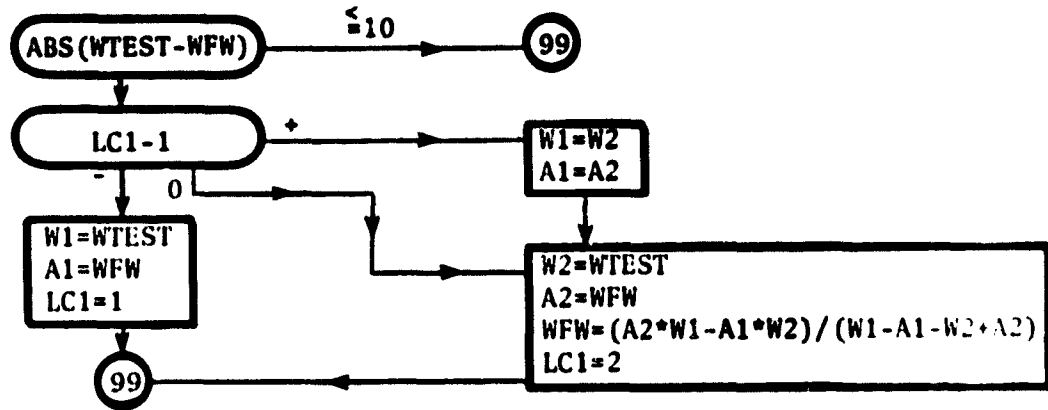 ABS(WTEST-WFW)
≤10
99
LC1-1
+
-
0
W1=W2
A1=A2
W1=WTEST
A1=WFW
LC1=1
W2=WTEST
A2=WFW
WFW=(A2*W1-A1*W2)/(W1-A1-W2+A2)
LC1=2
99